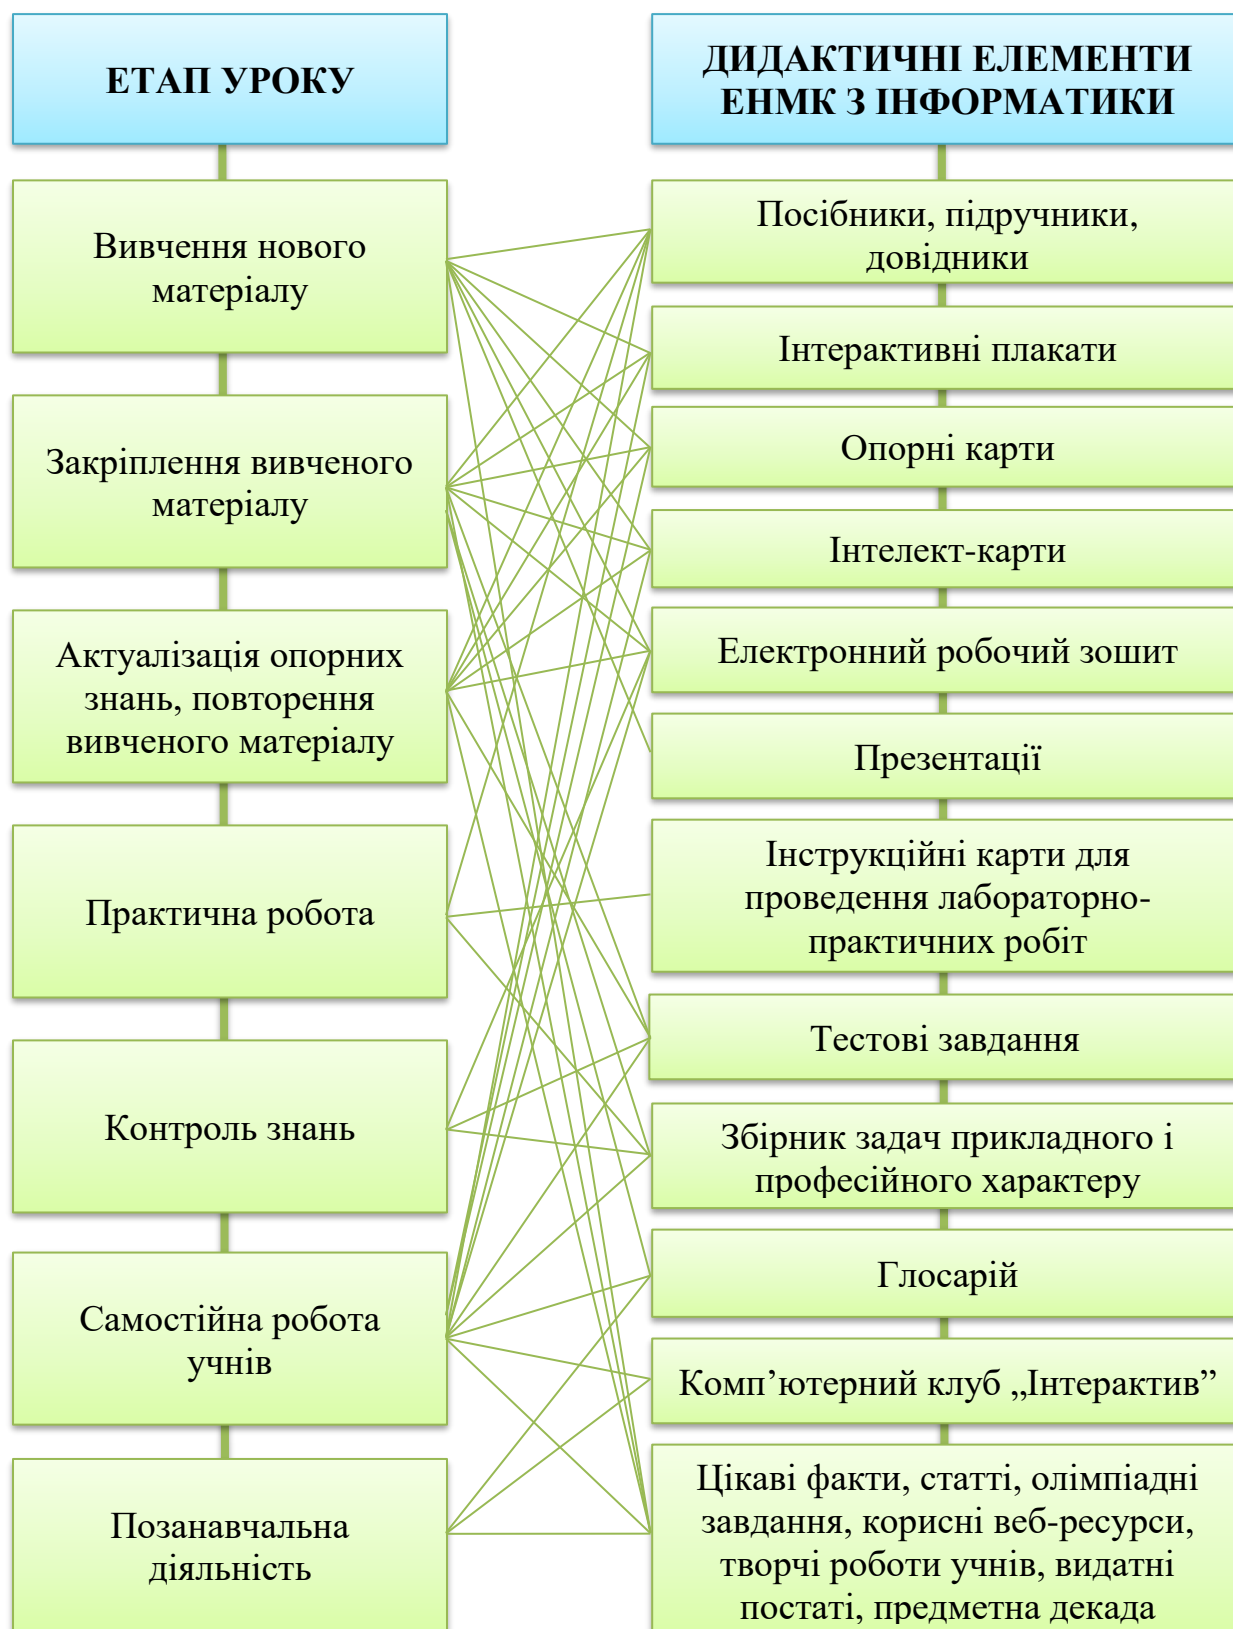 ЕТАП УРОКУ
Вивчення нового
матеріалу
Закріплення вивченого
матеріалу
Актуалізація опорних
знань, повторення
вивченого матеріалу
Практична робота
Контроль знань
Самостійна робота
учнів
Позанавчальна
діяльність
ДИДАКТИЧНІ ЕЛЕМЕНТИ
ЕНМК З ІНФОРМАТИКИ
Посібники, підручники,
довідники
Інтерактивні плакати
Опорні карти
Інтелект-карти
Електронний робочий зошит
Презентації
Інструкційні карти для
проведення лабораторно-
практичних робіт
Тестові завдання
Збірник задач прикладного і
професійного характеру
Глосарій
Комп’ютерний клуб „Інтерактив”
Цікаві факти, статті, олімпіадні
завдання, корисні веб-ресурси,
творчі роботи учнів, видатні
постаті, предметна декада